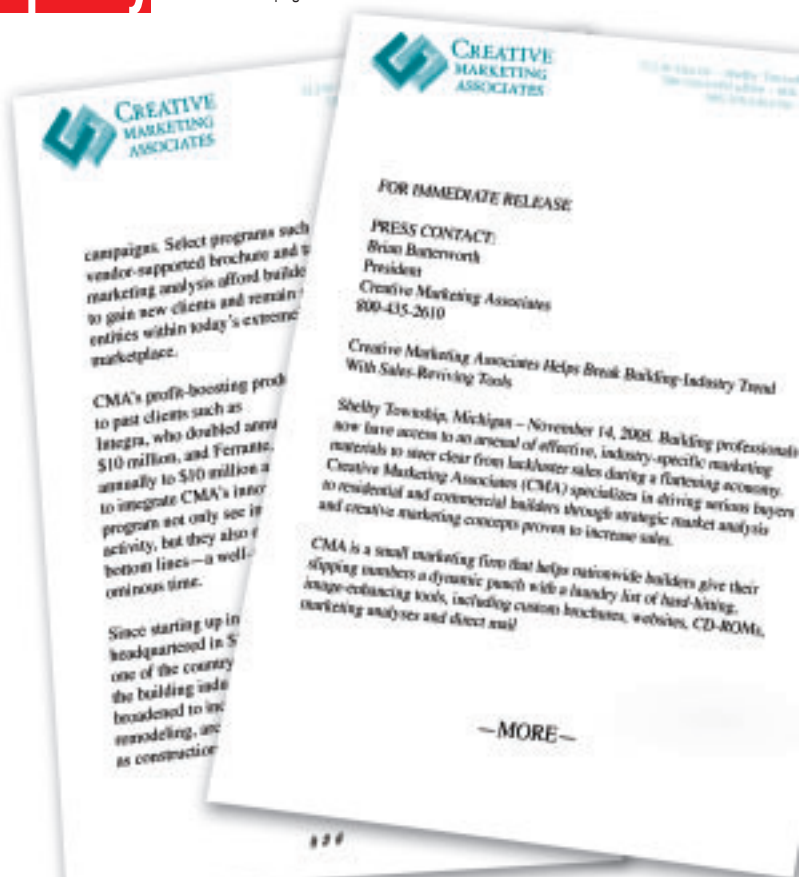 CREATIVE
MARKETING
ASSOCIATES
FOR IMMEDIATE RELEASE
PRESS CONTACT:
Brian Butterworth
President
Creative Marketing Associates
800-435-2610
Creative Marketing Associates Helps Break Building-Industry Trend
With Sales-Reviving Tools
Shelby Township, Michigan – November 14, 2005. Building professionals
now have access to an arsenal of effective, industry-specific marketing
materials to steer clear from lackluster sales during a flattening economy.
Creative Marketing Associates (CMA) specializes in driving serious buyers
to residential and commercial builders through strategic market analysis
and creative marketing concepts proven to increase sales.
CMA is a small marketing firm that helps nationwide builders give their
slipping numbers a dynamic punch with a laundry list of hard-hitting,
image-enhancing tools, including custom brochures, websites, CD-ROMs,
marketing analyses and direct mail
—MORE—
CREATIVE
MARKETING
ASSOCIATES
campaigns. Select programs such
vendor-supported brochure and
marketing analysis afford
to gain new clients and remain
entities within today's
marketplace.
CMA's profit-boosting
to past clients such as
Integra, who doubled
$10 million, and Ferrante,
annually to $10 million a
to integrate CMA's
program not only see
activity, but they also
bottom lines—a well-
ominous time.
Since starting up in
headquartered in
one of the country
the building
broadened to
remodeling,
as construction